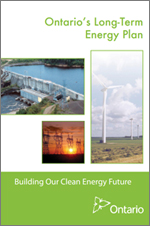 Ontario's Long-Term
Energy Plan
Building Our Clean Energy Future
Ontario